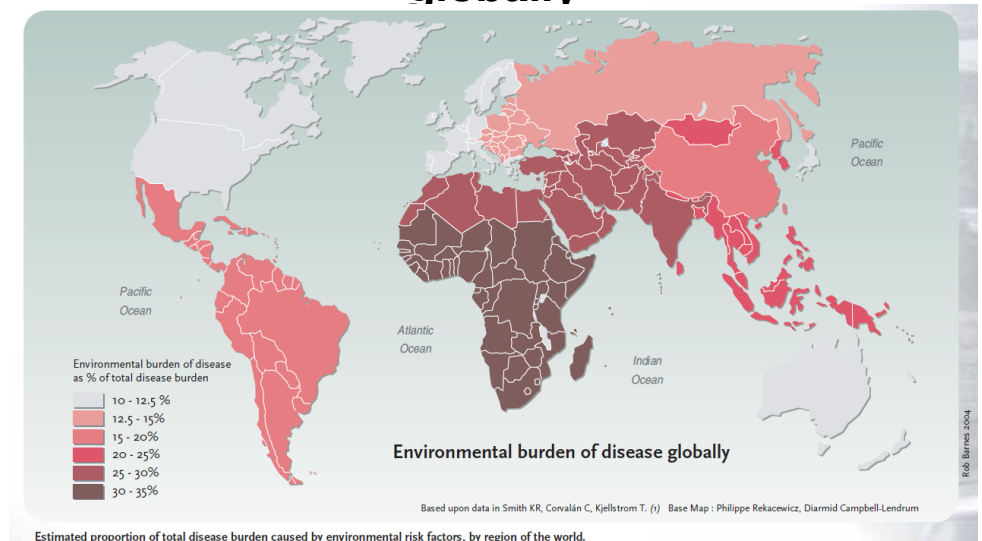 globally
Pacific
Ocean
Pacific
Ocean
Atlantic
Ocean
Indian
Ocean
Environmental burden of disease
as % of total disease burden
10 - 12.5 %
12.5 - 15%
15 - 20%
20 - 25%
25 - 30%
30 - 35%
Environmental burden of disease globally
Rob Barnes 2004
Based upon data in Smith KR, Corvalán C, Kjellstrom T. (1) Base Map : Philippe Rekacewicz, Diarmid Campbell-Lendrum
Estimated proportion of total disease burden caused by environmental risk factors, by region of the world.